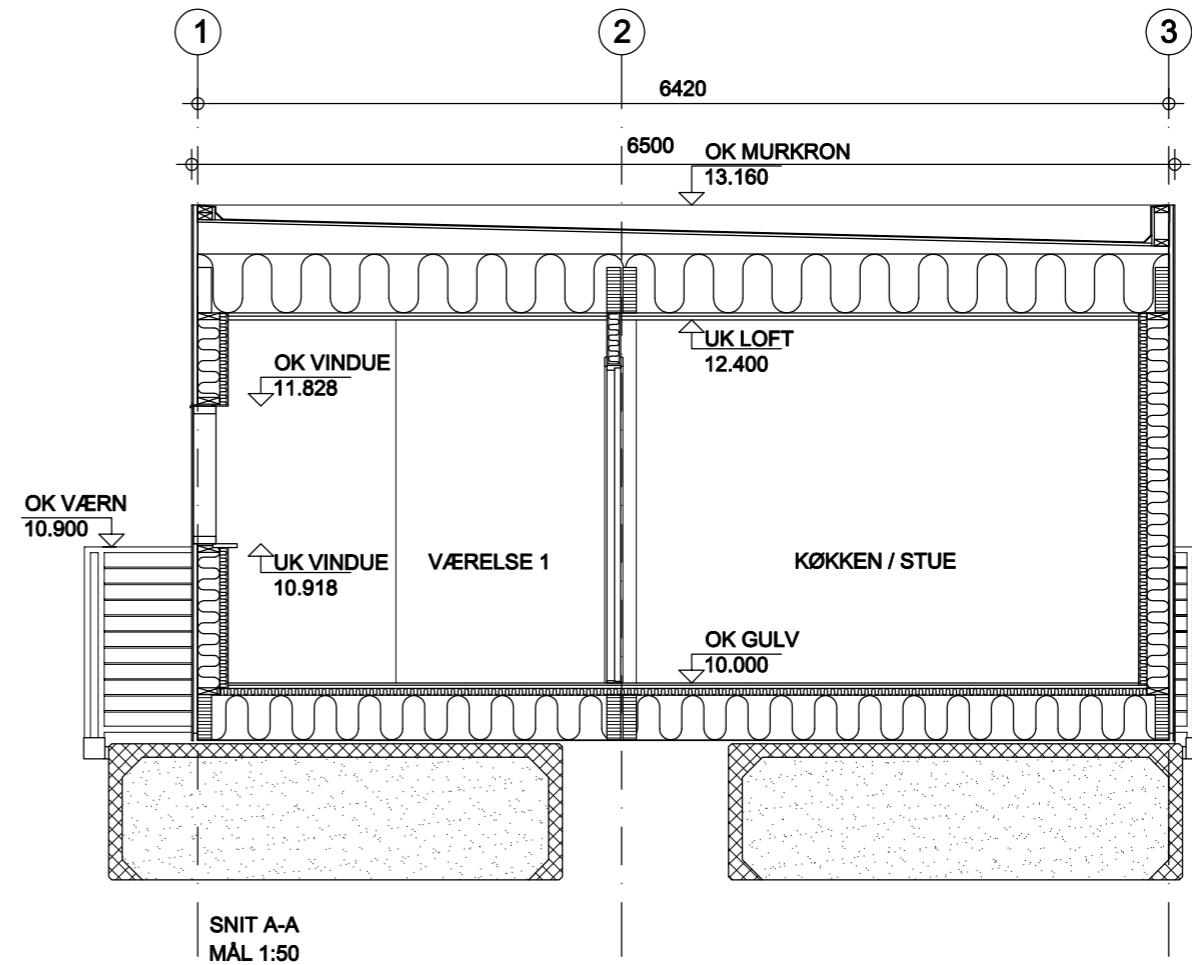 1
2
3
6420
6500
OK MURKRON
13.160
UK LOFT
12.400
OK VINDUE
11.828
OK VÆRN
10.900
UK VINDUE
10.918
VÆRELSE 1
KØKKEN / STUE
OK GULV
10.000
SNIT A-A
MÅL 1:50